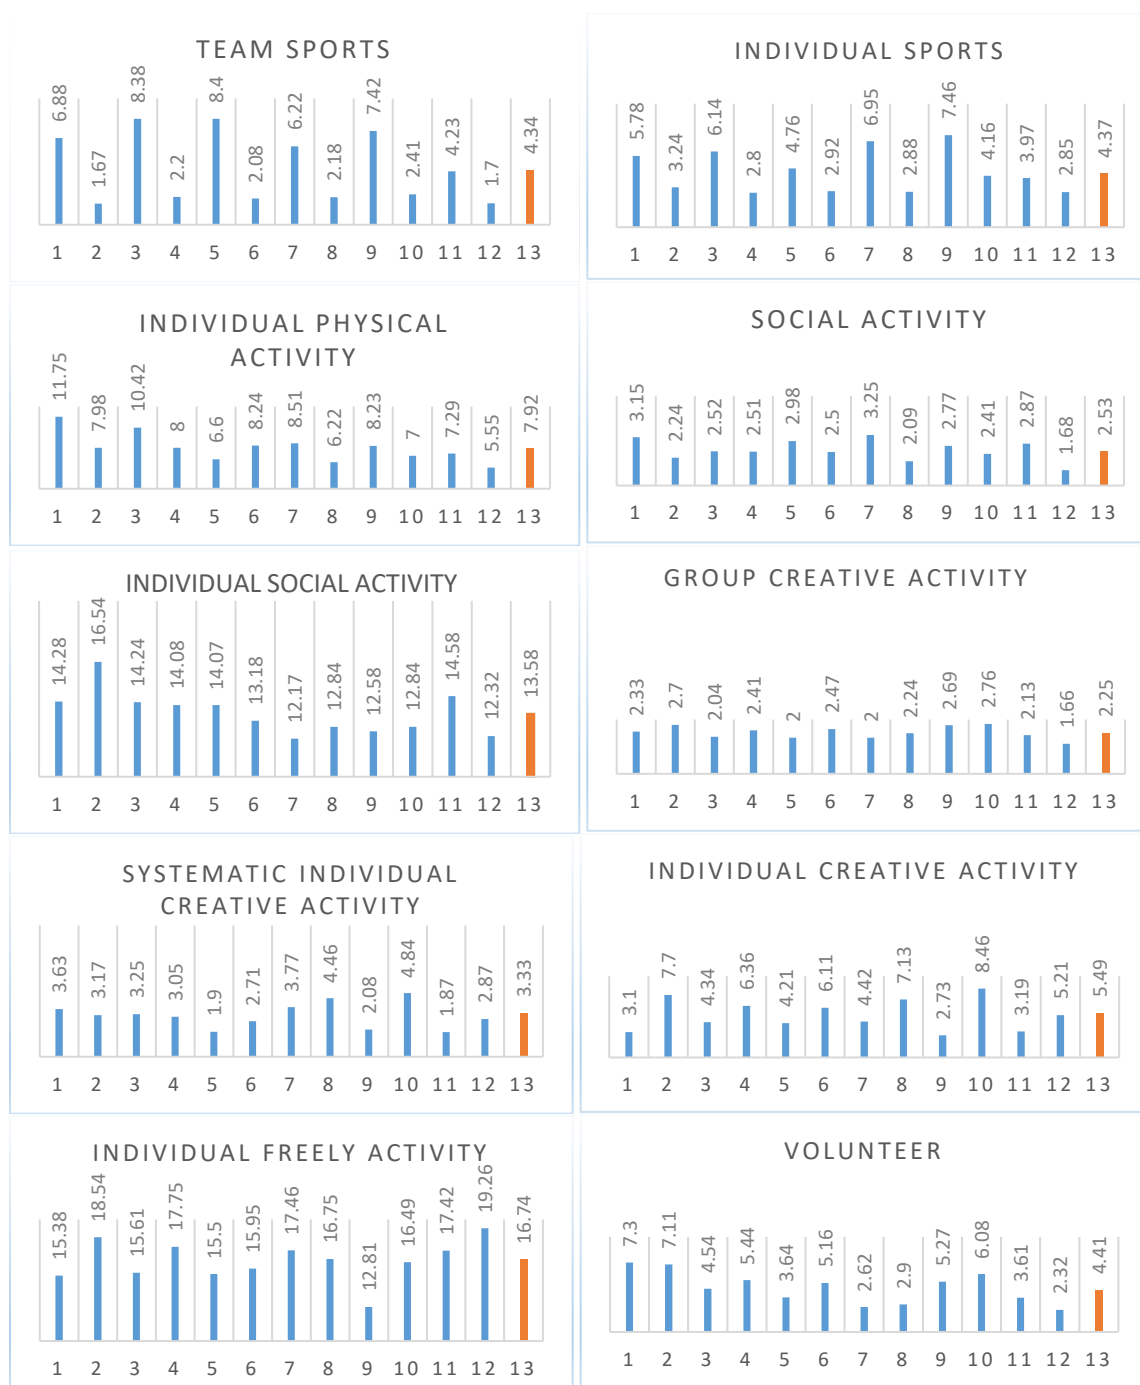 TEAM SPORTS
6.88 1.67 8.38 2.2 8.4 2.08 6.22 2.18 7.42 2.41 4.23 1.7 4.34
1 2 3 4 5 6 7 8 9 10 11 12 13
INDIVIDUAL SPORTS
5.78 3.24 6.14 2.8 4.76 2.92 6.95 2.88 7.46 4.16 3.97 2.85 4.37
1 2 3 4 5 6 7 8 9 10 11 12 13
INDIVIDUAL PHYSICAL
ACTIVITY
11.75 7.98 10.42 8 6.6 8.24 8.51 6.22 8.23 7 7.29 5.55 7.92
1 2 3 4 5 6 7 8 9 10 11 12 13
SOCIAL ACTIVITY
3.15 2.24 2.52 2.51 2.98 2.5 3.25 2.09 2.77 2.41 2.87 1.68 2.53
1 2 3 4 5 6 7 8 9 10 11 12 13
INDIVIDUAL SOCIAL ACTIVITY
14.28 16.54 14.24 14.08 14.07 13.18 12.17 12.84 12.58 12.84 14.58 12.32 13.58
1 2 3 4 5 6 7 8 9 10 11 12 13
GROUP CREATIVE ACTIVITY
2.33 2.7 2.04 2.41 2 2.47 2 2.24 2.69 2.76 2.13 1.66 2.25
1 2 3 4 5 6 7 8 9 10 11 12 13
SYSTEMATIC INDIVIDUAL
CREATIVE ACTIVITY
3.63 3.17 3.25 3.05 1.9 2.71 3.77 4.46 2.08 4.84 1.87 2.87 3.33
1 2 3 4 5 6 7 8 9 10 11 12 13
INDIVIDUAL CREATIVE ACTIVITY
3.1 7.7 4.34 6.36 4.21 6.11 4.42 7.13 2.73 8.46 3.19 5.21 5.49
1 2 3 4 5 6 7 8 9 10 11 12 13
INDIVIDUAL FREELY ACTIVITY
15.38 18.54 15.61 17.75 15.5 15.95 17.46 16.75 12.81 16.49 17.42 19.26 16.74
1 2 3 4 5 6 7 8 9 10 11 12 13
VOLUNTEER
7.3 7.11 4.54 5.44 3.64 5.16 2.62 2.9 5.27 6.08 3.61 2.32 4.41
1 2 3 4 5 6 7 8 9 10 11 12 13